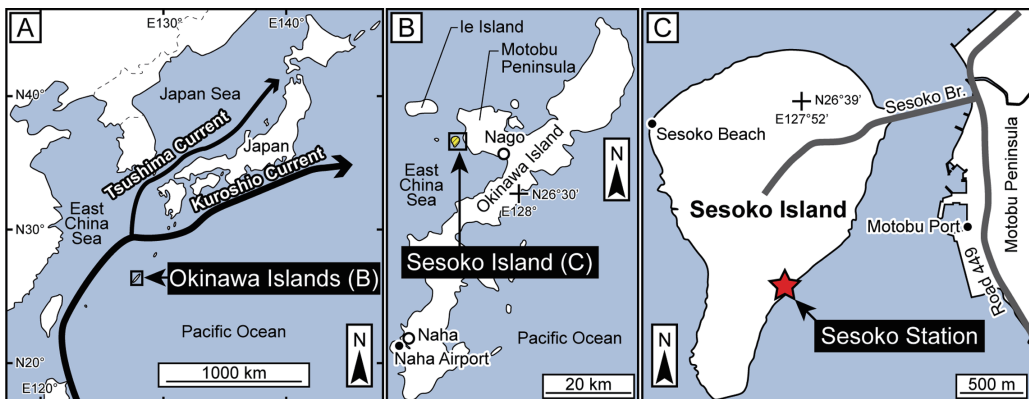 A
E130°
E140°
N40°
Japan Sea
Tsushima Current
Japan
Kuroshio Current
East
China
Sea
N30°
Okinawa Islands (B)
Pacific Ocean
N20°
E120°
1000 km
N
B
Ie Island
Motobu
Peninsula
Nago
East
China
Sea
Okinawa Island
N26°30'
E128°
N
Sesoko Island (C)
Naha
Naha Airport
Pacific Ocean
20 km
C
N26°39'
E127°52'
Sesoko Br.
Sesoko Beach
Sesoko Island
Motobu Port
Motobu Peninsula
Road 449
Sesoko Station
N
500 m